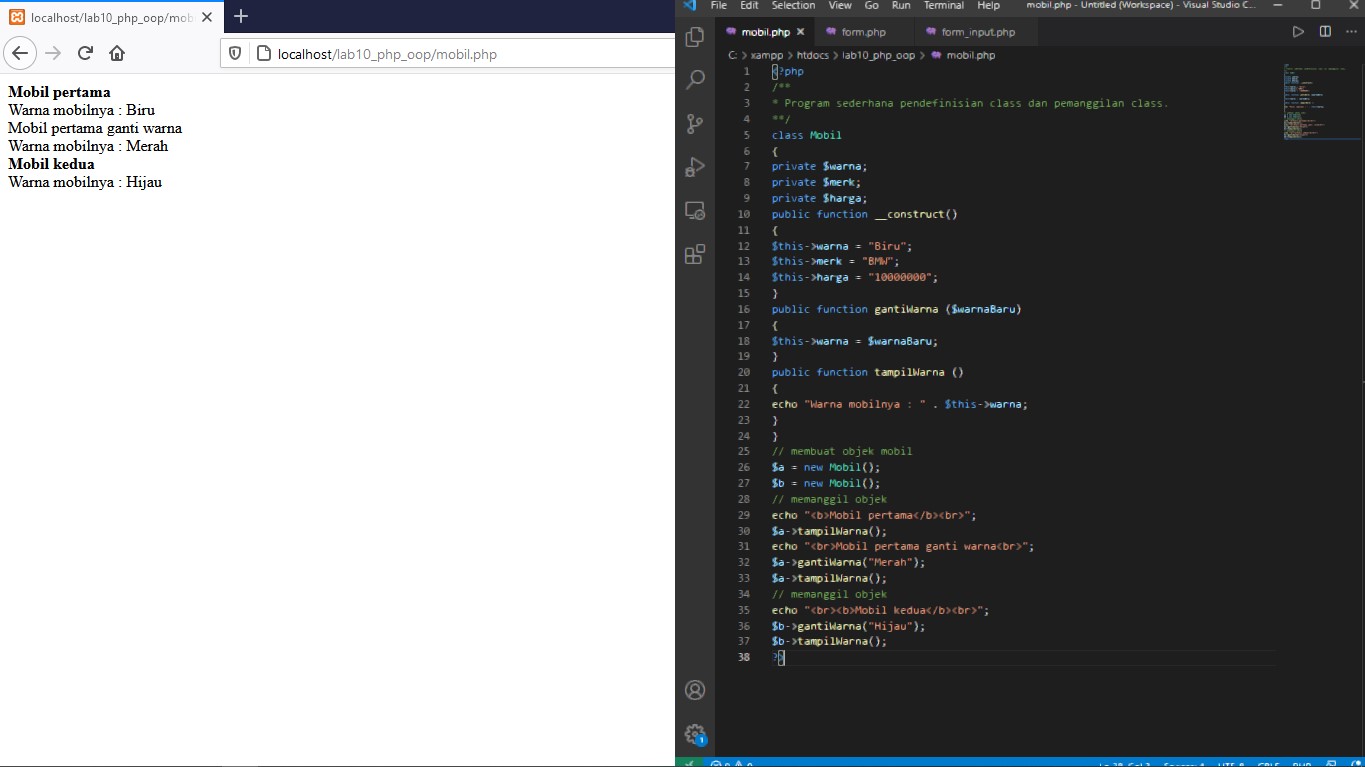 localhost/lab10_php_oop/mob
localhost/lab10_php_oop/mobil.php
Mobil pertama
Warna mobilnya : Biru
Mobil pertama ganti warna
Warna mobilnya : Merah
Mobil kedua
Warna mobilnya : Hijau
File Edit Selection View Go Run Terminal Help mobil.php - Untitled (Workspace) - Visual Studio C...
mobil.php form.php form_input.php
C: > xampp > htdocs > lab10_php_oop > mobil.php
1 <?php
2 /**
3 * Program sederhana pendefinisian class dan pemanggilan class.
4 **/
5 class Mobil
6 {
7 private $warna;
8 private $merk;
9 private $harga;
10 public function __construct()
11 {
12 $this->warna = "Biru";
13 $this->merk = "BMW";
14 $this->harga = "10000000";
15 }
16 public function gantiWarna ($warnaBaru)
17 {
18 $this->warna = $warnaBaru;
19 }
20 public function tampilWarna ()
21 {
22 echo "Warna mobilnya : " . $this->warna;
23 }
24 }
25 // membuat objek mobil
26 $a = new Mobil();
27 $b = new Mobil();
28 // memanggil objek
29 echo "<b>Mobil pertama</b><br>";
30 $a->tampilWarna();
31 echo "<br>Mobil pertama ganti warna<br>";
32 $a->gantiWarna("Merah");
33 $a->tampilWarna();
34 // memanggil objek
35 echo "<br><b>Mobil kedua</b><br>";
36 $b->gantiWarna("Hijau");
37 $b->tampilWarna();
38 ?>
1